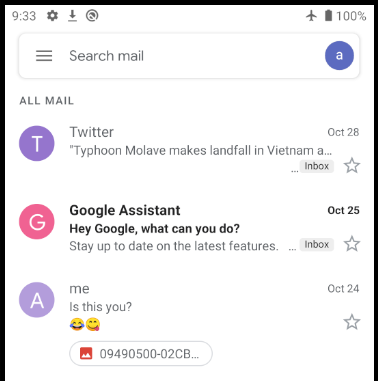 9:33 100%
Search mail a
ALL MAIL
T Twitter Oct 28
"Typhoon Molave makes landfall in Vietnam a...
... Inbox
G Google Assistant Oct 25
Hey Google, what can you do?
Stay up to date on the latest features. ... Inbox
A me Oct 24
Is this you?
😂😋
09490500-02CB...